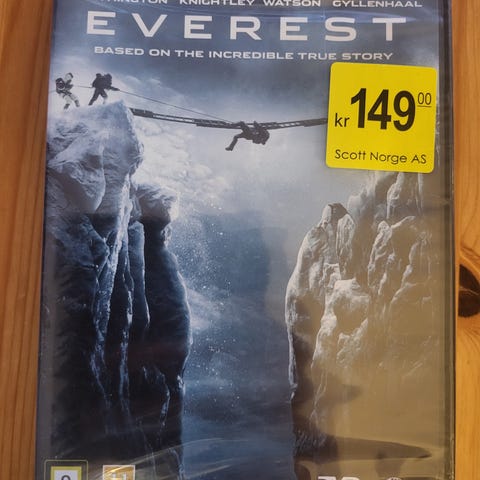 KNIGHTLEY WATSON GYLLENHAAL
EVEREST
BASED ON THE INCREDIBLE TRUE STORY
kr 149 00
Scott Norge AS